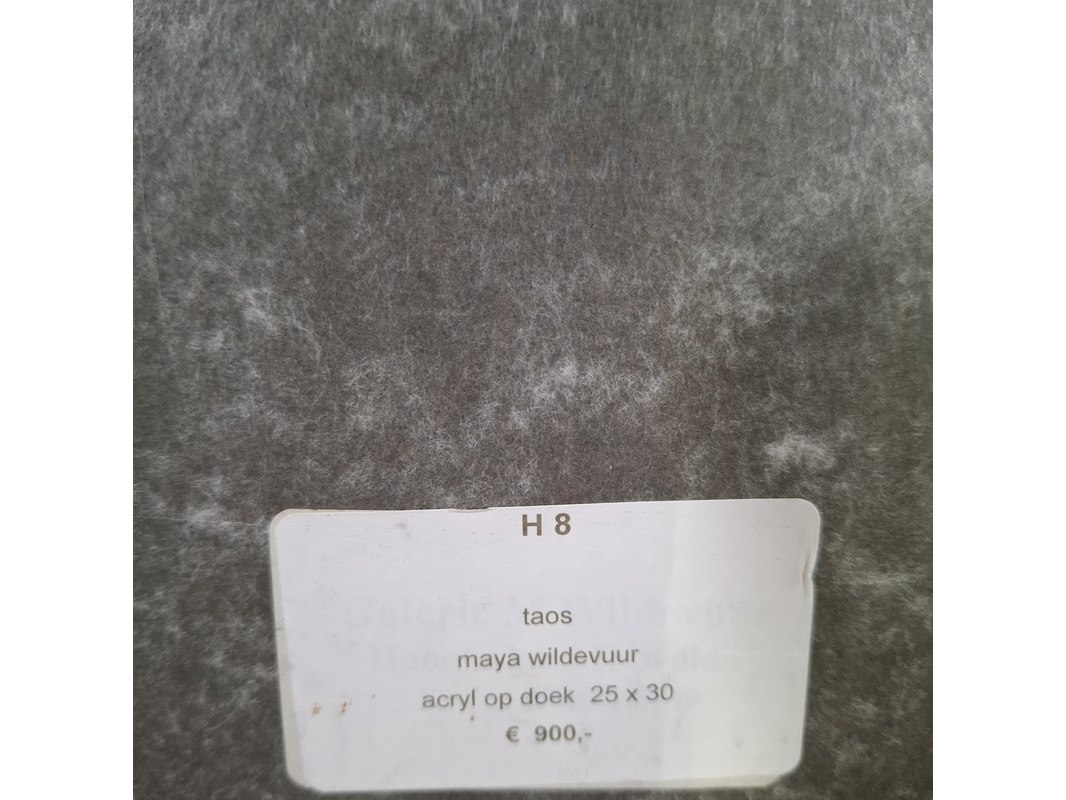 H 8
taos
maya wildevuur
acryl op doek 25 x 30
€ 900,-